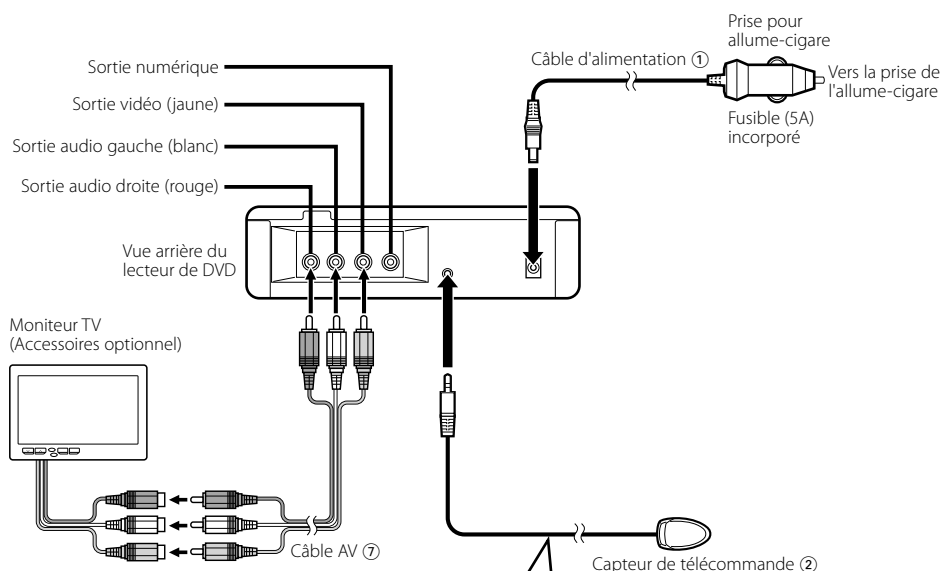 Prise pour
allume-cigare
Câble d'alimentation ①
Vers la prise de
l'allume-cigare
Fusible (5A)
incorporé
Sortie numérique
Sortie vidéo (jaune)
Sortie audio gauche (blanc)
Sortie audio droite (rouge)
Vue arrière du
lecteur de DVD
Moniteur TV
(Accessoires optionnel)
Câble AV ⑦
Capteur de télécommande ②